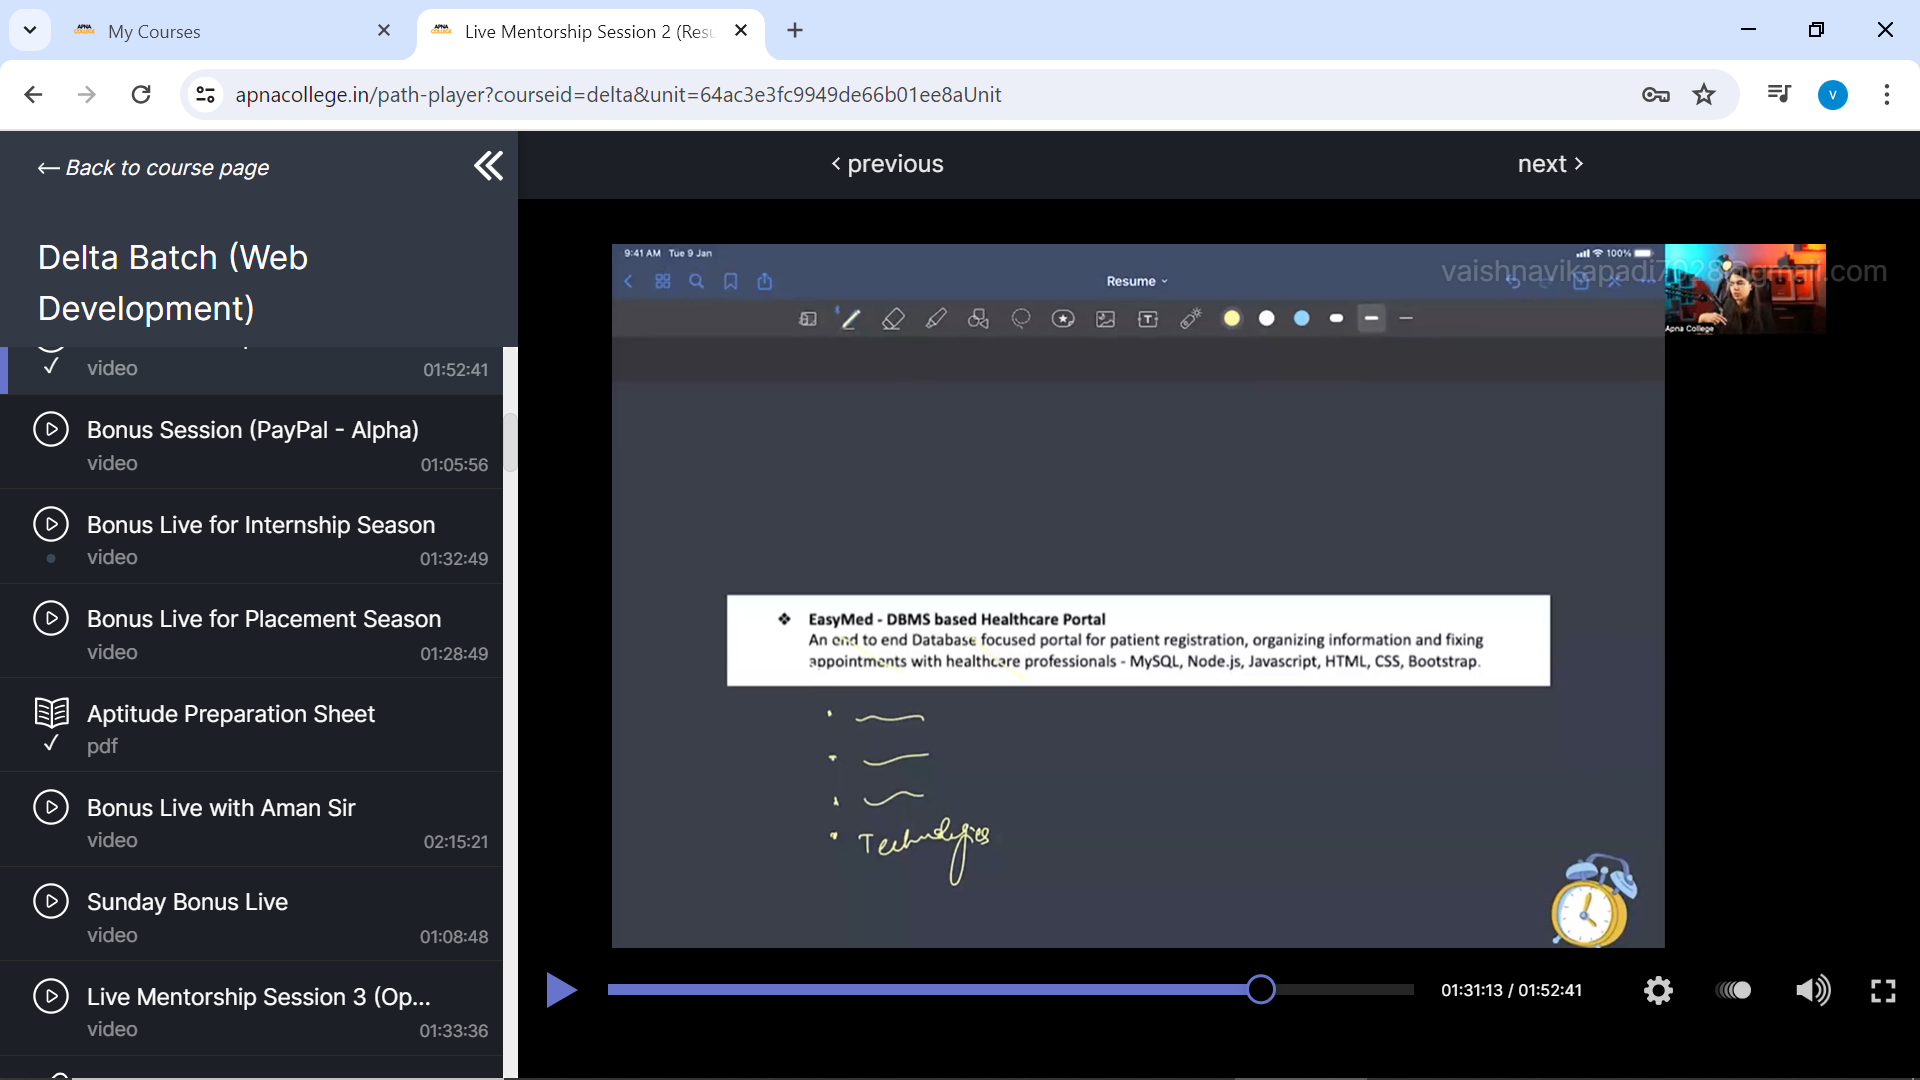 My Courses
Live Mentorship Session 2 (Resu
apnacollege.in/path-player?courseid=delta&unit=64ac3e3fc9949de66b01ee8aUnit
V
← Back to course page
‹ previous
next ›
Delta Batch (Web
Development)
video 01:52:41
Bonus Session (PayPal - Alpha)
video 01:05:56
Bonus Live for Internship Season
video 01:32:49
Bonus Live for Placement Season
video 01:28:49
Aptitude Preparation Sheet
pdf
Bonus Live with Aman Sir
video 02:15:21
Sunday Bonus Live
video 01:08:48
Live Mentorship Session 3 (Op...
video 01:33:36
9:41 AM Tue 9 Jan
100%
Resume
vaishnavikapadi7028@gmail.com
Apna College
❖ EasyMed - DBMS based Healthcare Portal
An end to end Database focused portal for patient registration, organizing information and fixing
appointments with healthcare professionals - MySQL, Node.js, Javascript, HTML, CSS, Bootstrap.
Technologies
01:31:13 / 01:52:41